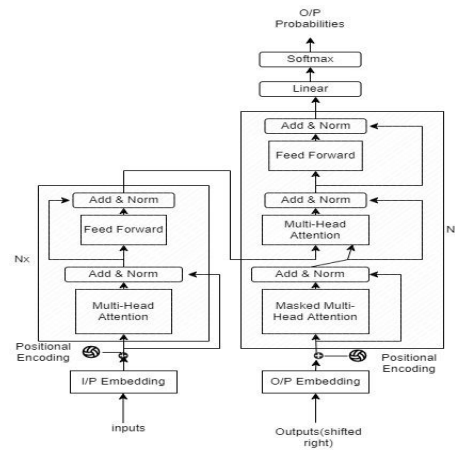 O/P
Probabilities
Softmax
Linear
Add & Norm
Feed Forward
Add & Norm
Multi-Head
Attention
Add & Norm
Masked Multi-
Head Attention
N
Positional
Encoding
O/P Embedding
Outputs(shifted
right)
Add & Norm
Feed Forward
Nx
Add & Norm
Multi-Head
Attention
Positional
Encoding
I/P Embedding
inputs